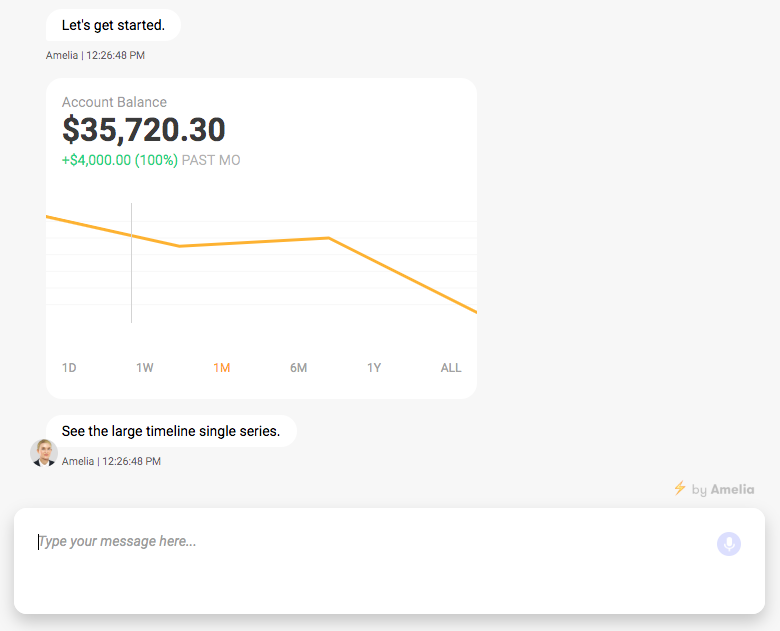 Let's get started.
Amelia | 12:26:48 PM
Account Balance
$35,720.30
+$4,000.00 (100%) PAST MO
1D 1W 1M 6M 1Y ALL
See the large timeline single series.
Amelia | 12:26:48 PM
⚡ by Amelia
Type your message here...